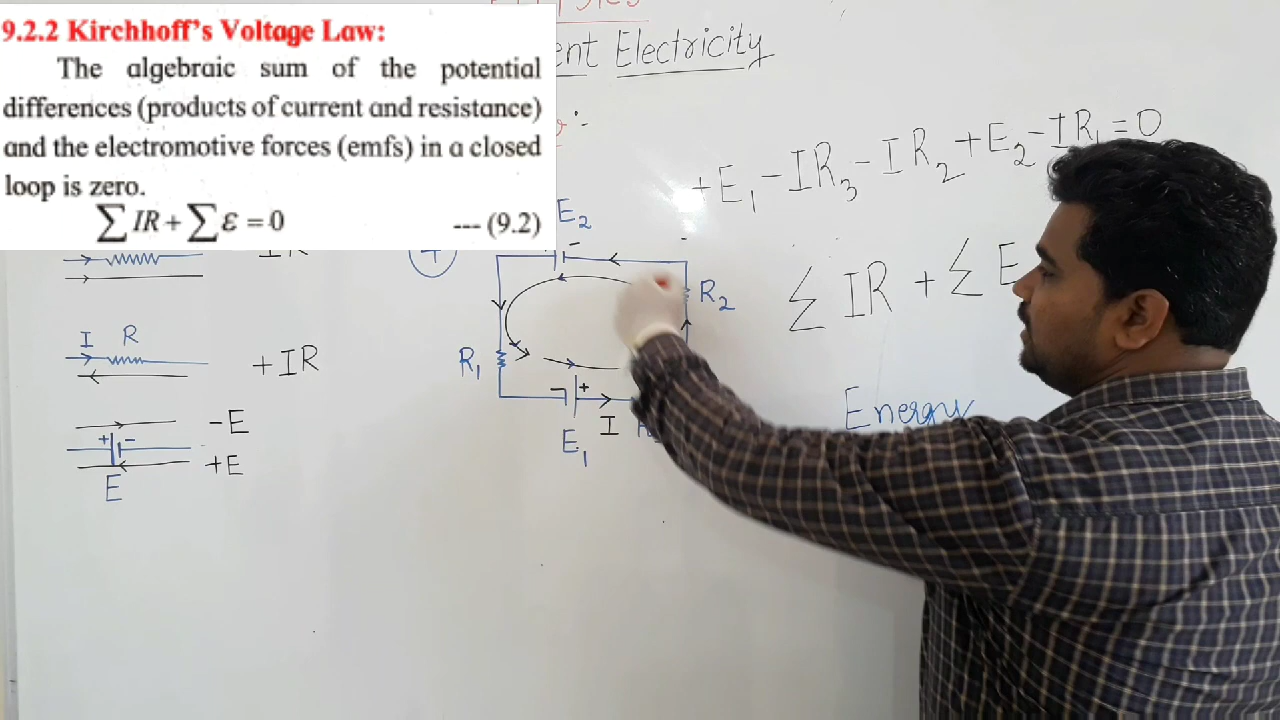 9.2.2 Kirchhoff's Voltage Law:
The algebraic sum of the potential
differences (products of current and resistance)
and the electromotive forces (emfs) in a closed
loop is zero.
∑ IR + ∑ ε = 0 --- (9.2)
Electricity
+E₁ - IR₃ - IR₂ + E₂ - IR₁ = 0
∑ IR + ∑ E
I R
+ IR
-E
+ -
+E
E
E₂
-
+
R₂
R₁
- +
I
E₁
Energy